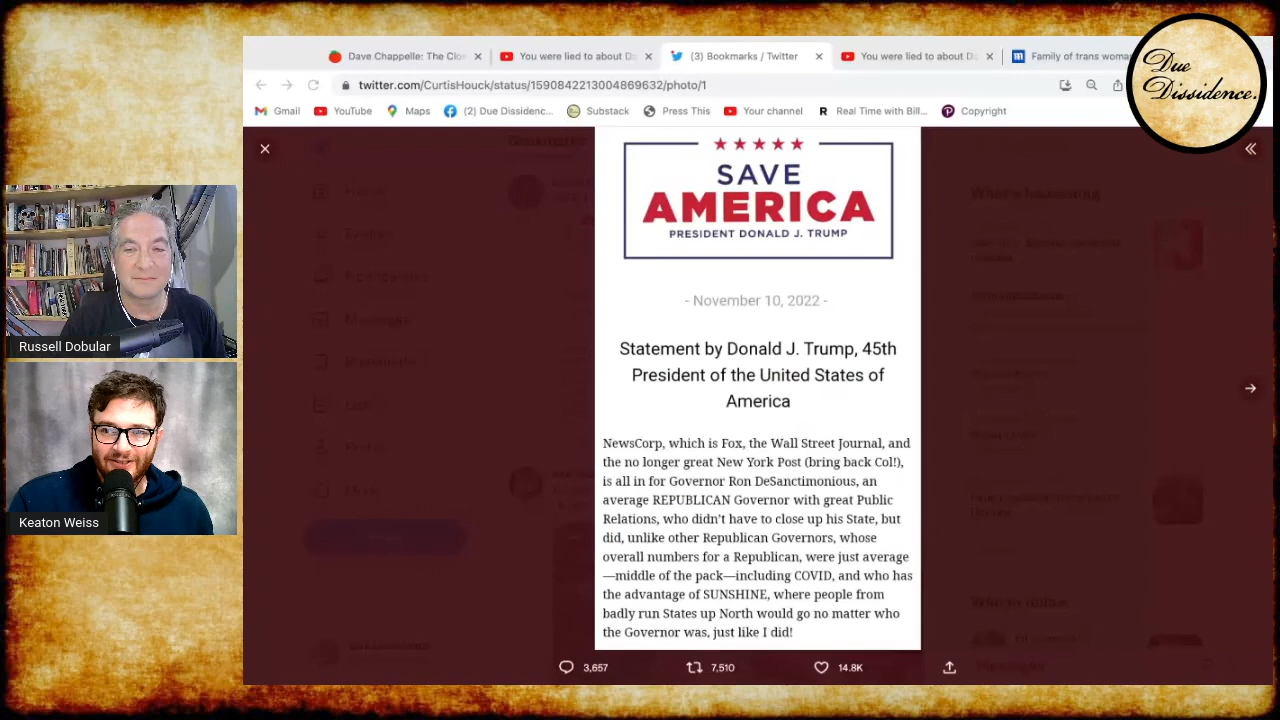 Dave Chappelle: The Clo
You were lied to about Do
(3) Bookmarks / Twitter
You were lied to about Do
Family of trans woma
twitter.com/CurtisHouck/status/1590842213004869632/photo/1
Gmail
YouTube
Maps
(2) Due Dissidenc...
Substack
Press This
Your channel
Real Time with Bill...
Copyright
Due
Dissidence.
SAVE
AMERICA
PRESIDENT DONALD J. TRUMP
- November 10, 2022 -
Statement by Donald J. Trump, 45th
President of the United States of
America
NewsCorp, which is Fox, the Wall Street Journal, and
the no longer great New York Post (bring back Col!),
is all in for Governor Ron DeSanctimonious, an
average REPUBLICAN Governor with great Public
Relations, who didn’t have to close up his State, but
did, unlike other Republican Governors, whose
overall numbers for a Republican, were just average
—middle of the pack—including COVID, and who has
the advantage of SUNSHINE, where people from
badly run States up North would go no matter who
the Governor was, just like I did!
3,657
7,510
14.8K
Russell Dobular
Keaton Weiss